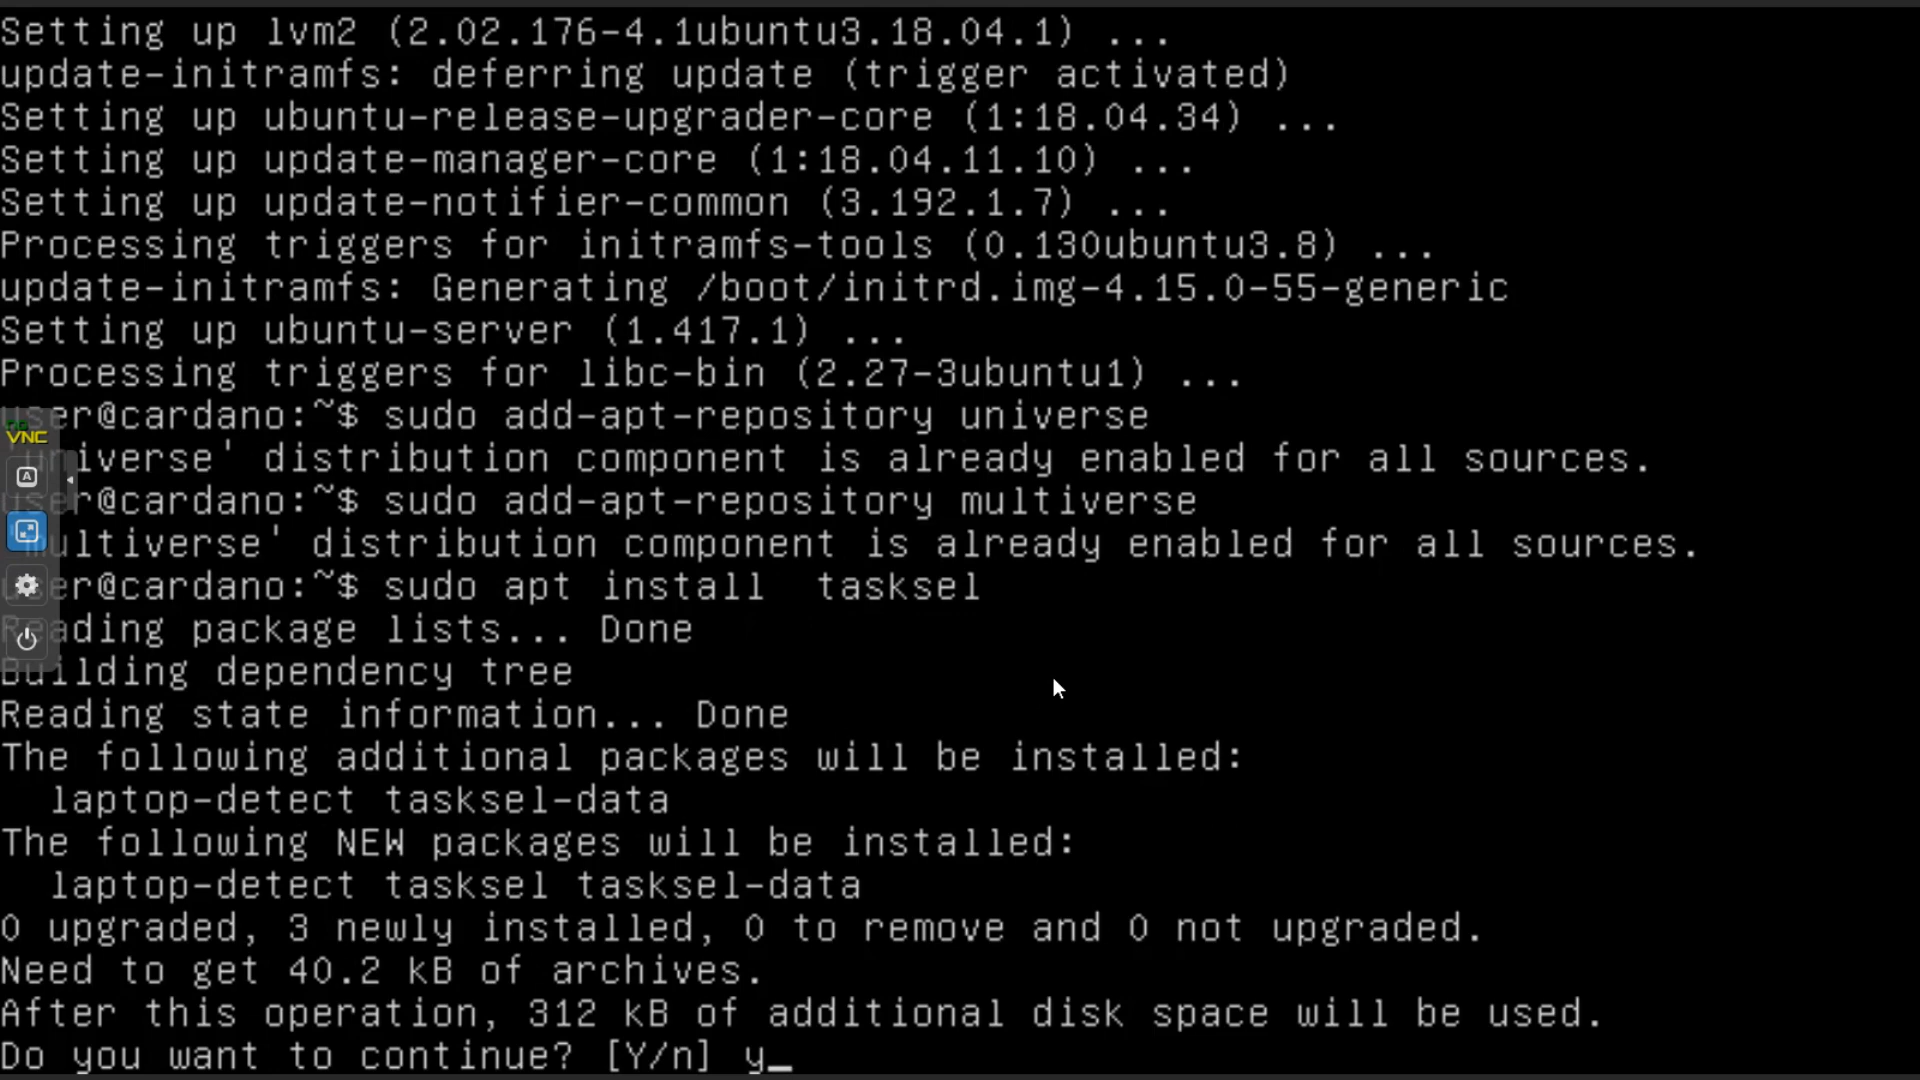 Setting up lvm2 (2.02.176-4.1ubuntu3.18.04.1) ...
update-initramfs: deferring update (trigger activated)
Setting up ubuntu-release-upgrader-core (1:18.04.34) ...
Setting up update-manager-core (1:18.04.11.10) ...
Setting up update-notifier-common (3.192.1.7) ...
Processing triggers for initramfs-tools (0.130ubuntu3.8) ...
update-initramfs: Generating /boot/initrd.img-4.15.0-55-generic
Setting up ubuntu-server (1.417.1) ...
Processing triggers for libc-bin (2.27-3ubuntu1) ...
user@cardano:~$ sudo add-apt-repository universe
VNC
'universe' distribution component is already enabled for all sources.
user@cardano:~$ sudo add-apt-repository multiverse
'multiverse' distribution component is already enabled for all sources.
user@cardano:~$ sudo apt install  tasksel
Reading package lists... Done
Building dependency tree
Reading state information... Done
The following additional packages will be installed:
  laptop-detect tasksel-data
The following NEW packages will be installed:
  laptop-detect tasksel tasksel-data
0 upgraded, 3 newly installed, 0 to remove and 0 not upgraded.
Need to get 40.2 kB of archives.
After this operation, 312 kB of additional disk space will be used.
Do you want to continue? [Y/n] y_